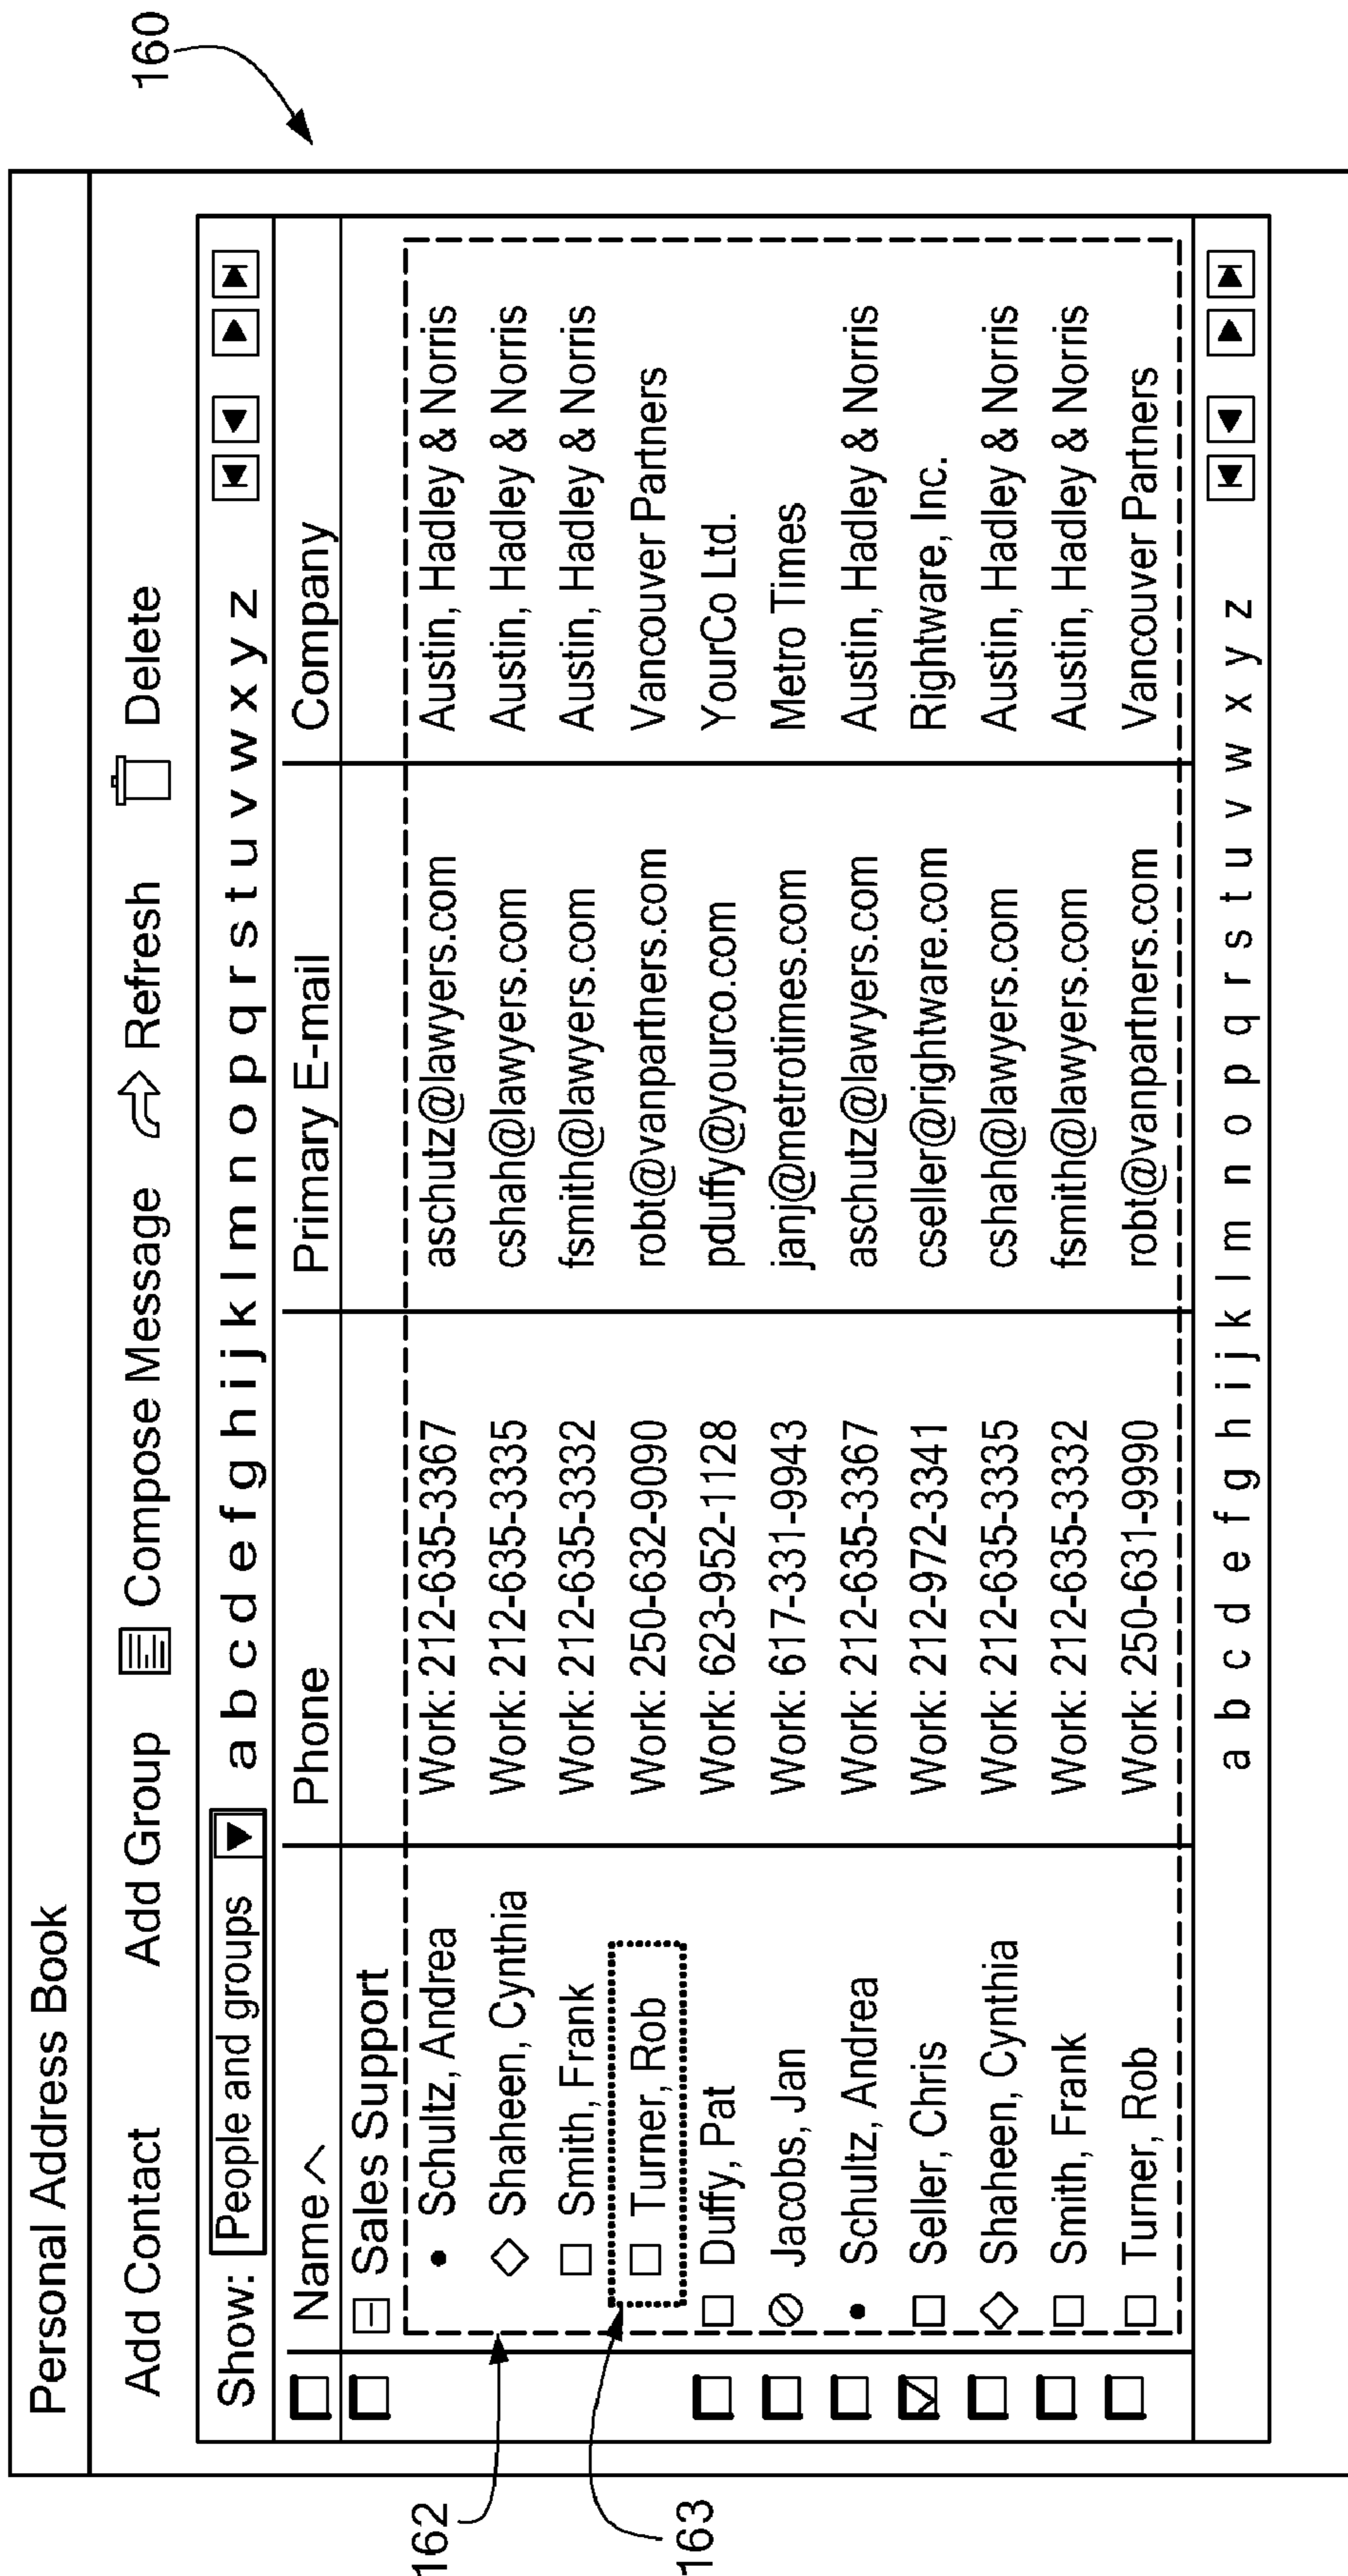 160
Personal Address Book
Add Contact Add Group Compose Message Refresh Delete
Show: People and groups a b c d e f g h i j k l m n o p q r s t u v w x y z
Name Phone Primary E-mail Company
Sales Support
Schultz, Andrea Work: 212-635-3367 aschutz@lawyers.com Austin, Hadley & Norris
Shaheen, Cynthia Work: 212-635-3335 cshah@lawyers.com Austin, Hadley & Norris
Smith, Frank Work: 212-635-3332 fsmith@lawyers.com Austin, Hadley & Norris
Turner, Rob Work: 250-632-9090 robt@vanpartners.com Vancouver Partners
Duffy, Pat Work: 623-952-1128 pduffy@yourco.com YourCo Ltd.
Jacobs, Jan Work: 617-331-9943 janj@metrotimes.com Metro Times
Schultz, Andrea Work: 212-635-3367 aschutz@lawyers.com Austin, Hadley & Norris
Seller, Chris Work: 212-972-3341 cseller@rightware.com Rightware, Inc.
Shaheen, Cynthia Work: 212-635-3335 cshah@lawyers.com Austin, Hadley & Norris
Smith, Frank Work: 212-635-3332 fsmith@lawyers.com Austin, Hadley & Norris
Turner, Rob Work: 250-631-9990 robt@vanpartners.com Vancouver Partners
a b c d e f g h i j k l m n o p q r s t u v w x y z
162
163